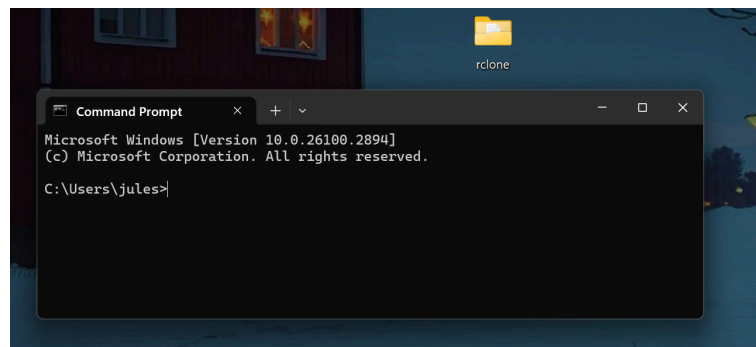 rclone
Command Prompt
Microsoft Windows [Version 10.0.26100.2894]
(c) Microsoft Corporation. All rights reserved.
C:\Users\jules>